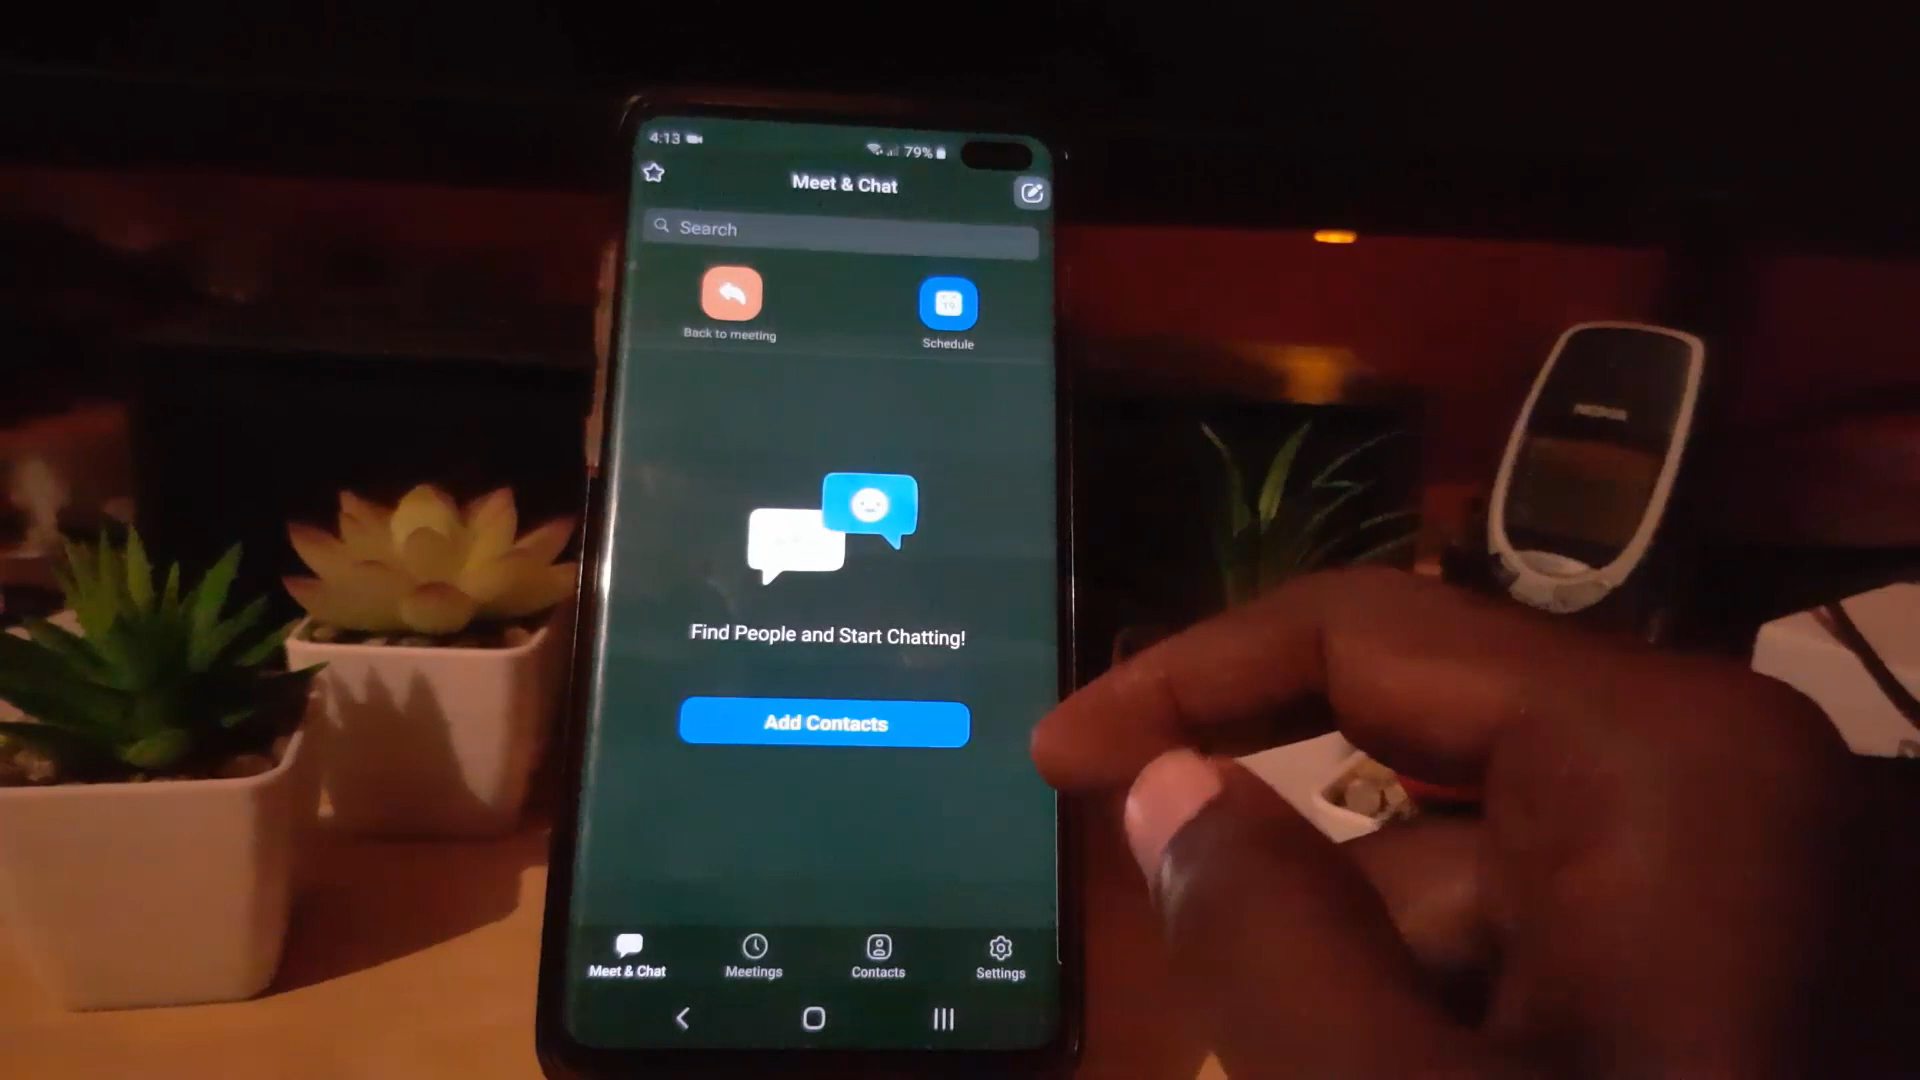 4:13
79%
Meet & Chat
Search
Back to meeting
Schedule
Find People and Start Chatting!
Add Contacts
Meet & Chat
Meetings
Contacts
Settings
NOKIA